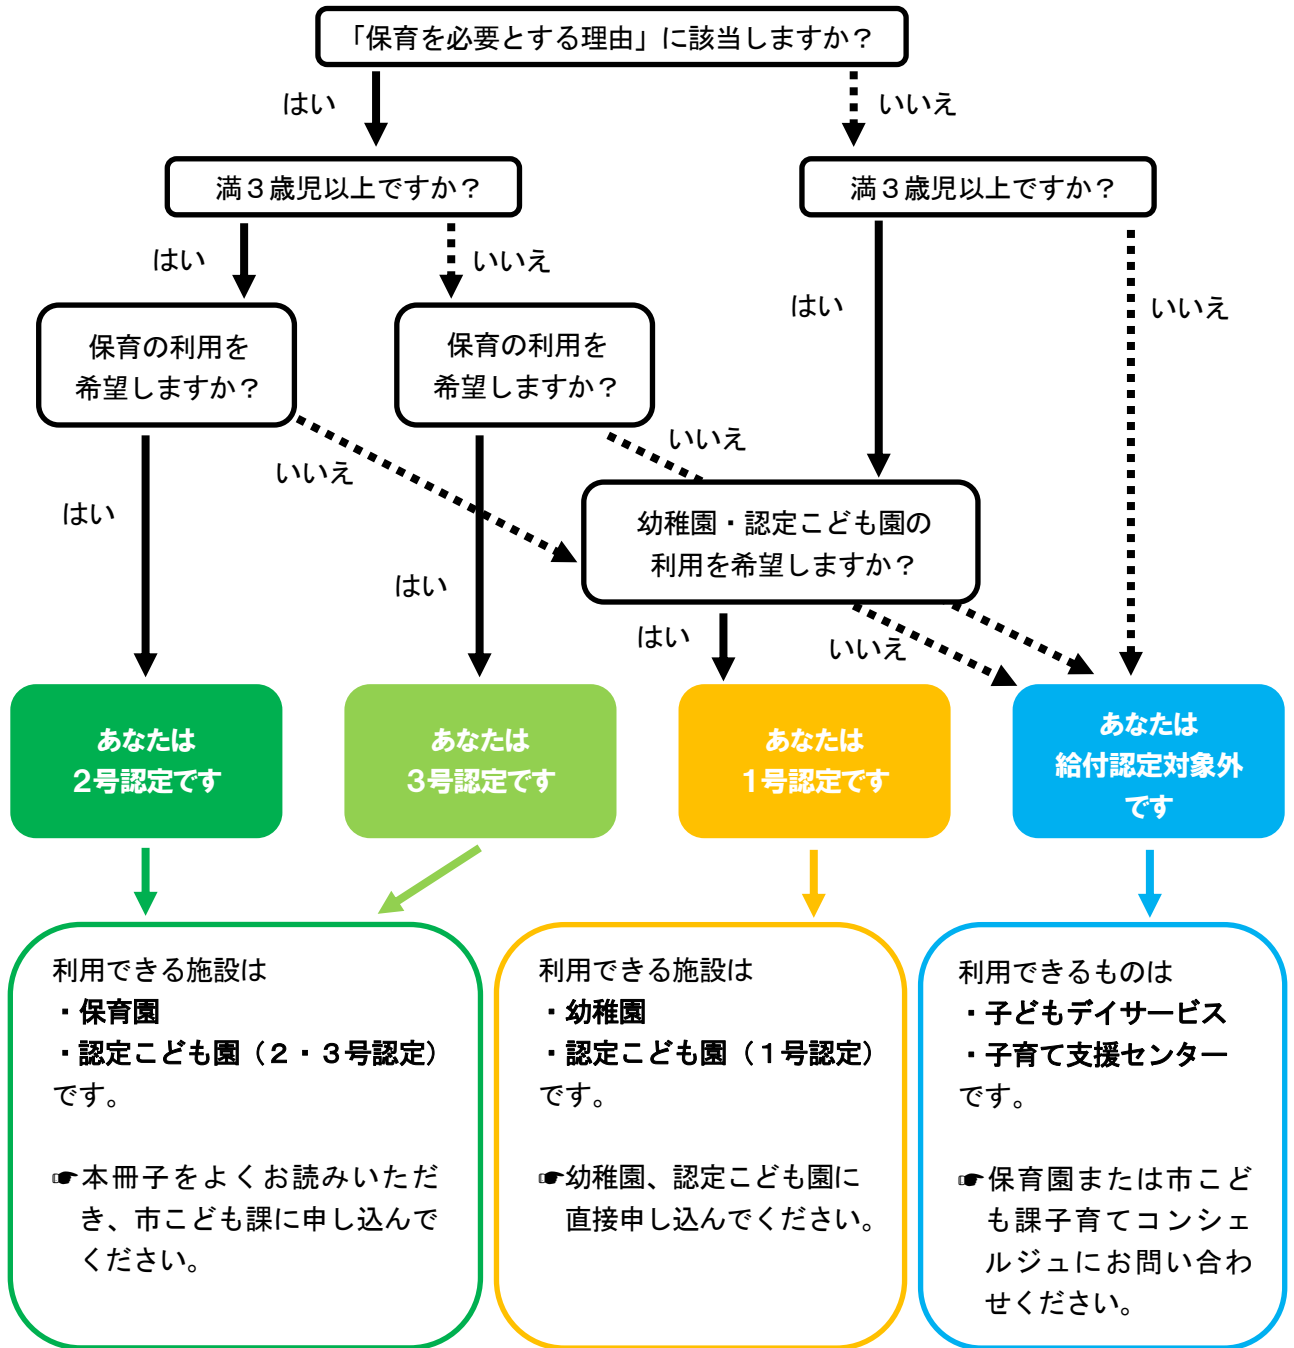 「保育を必要とする理由」に該当しますか？
はい
いいえ
満３歳児以上ですか？
満３歳児以上ですか？
はい
いいえ
はい
いいえ
保育の利用を
希望しますか？
保育の利用を
希望しますか？
いいえ
いいえ
はい
はい
幼稚園・認定こども園の
利用を希望しますか？
はい
いいえ
あなたは
２号認定です
あなたは
３号認定です
あなたは
１号認定です
あなたは
給付認定対象外
です
利用できる施設は
・保育園
・認定こども園（２・３号認定）
です。
☛本冊子をよくお読みいただ
き、市こども課に申し込んで
ください。
利用できる施設は
・幼稚園
・認定こども園（１号認定）
です。
☛幼稚園、認定こども園に
直接申し込んでください。
利用できるものは
・子どもデイサービス
・子育て支援センター
です。
☛保育園または市こど
も課子育てコンシェ
ルジュにお問い合わ
せください。